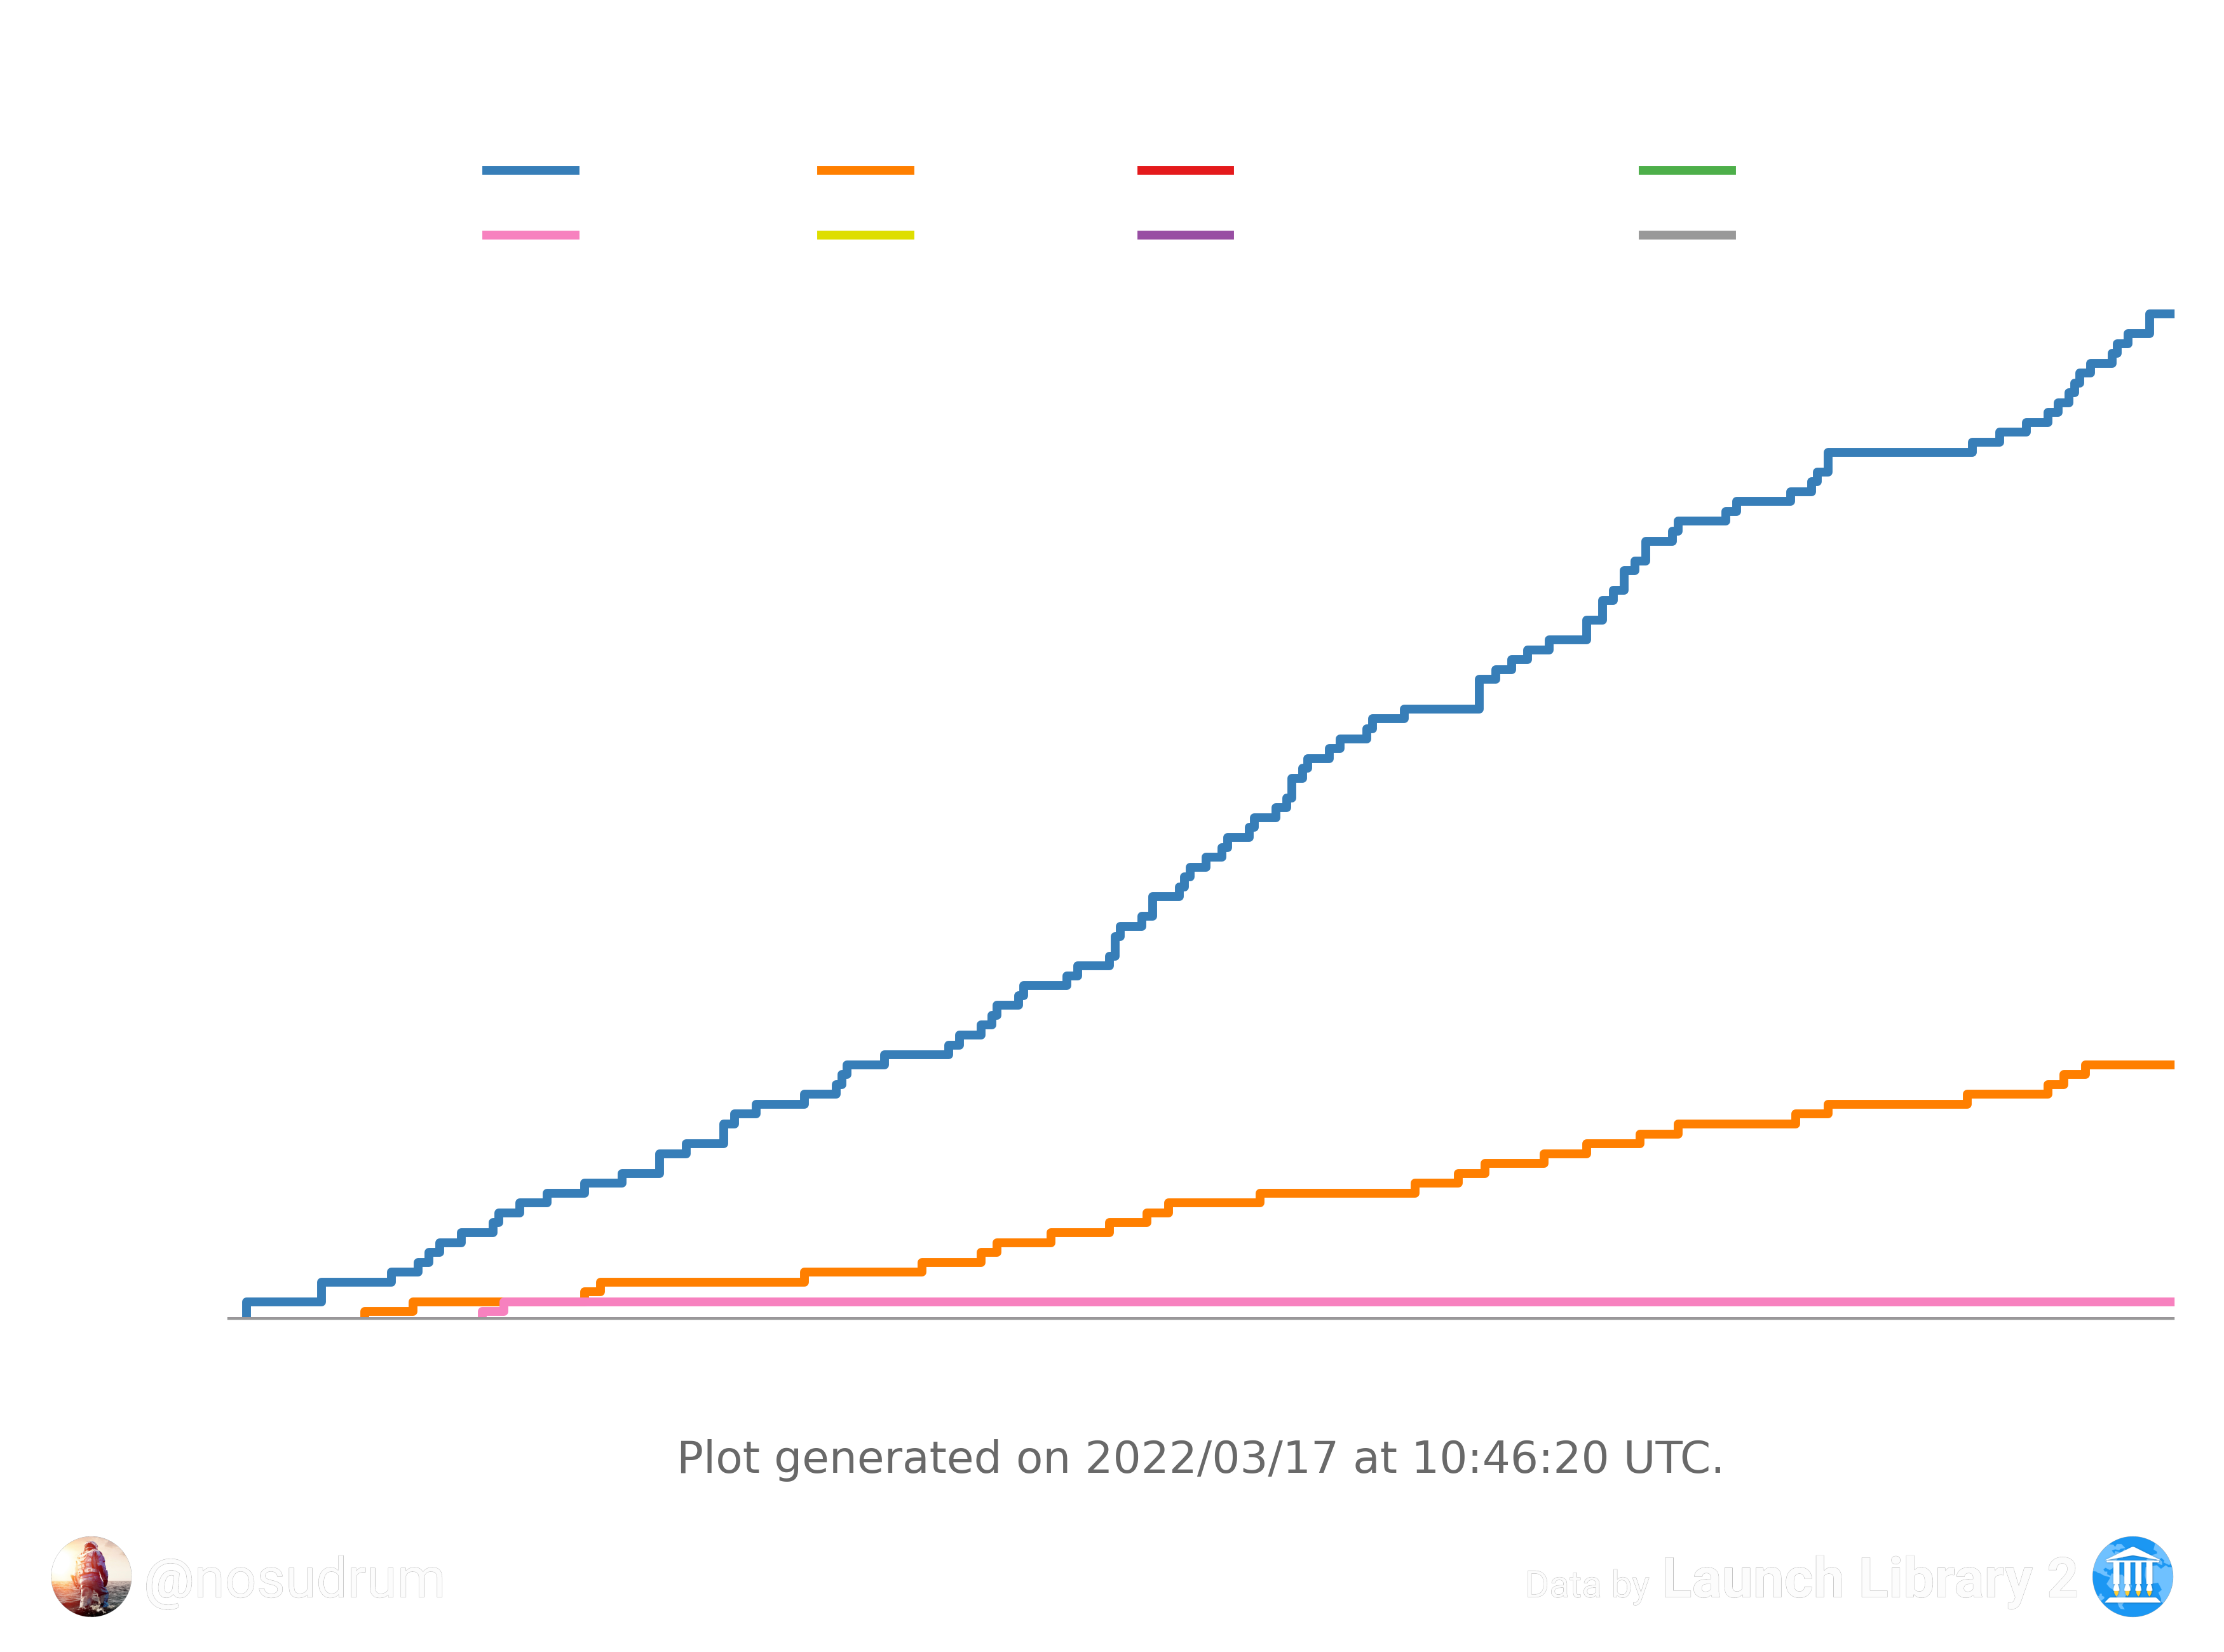 Plot generated on 2022/03/17 at 10:46:20 UTC.
@nosudrum
Data by Launch Library 2